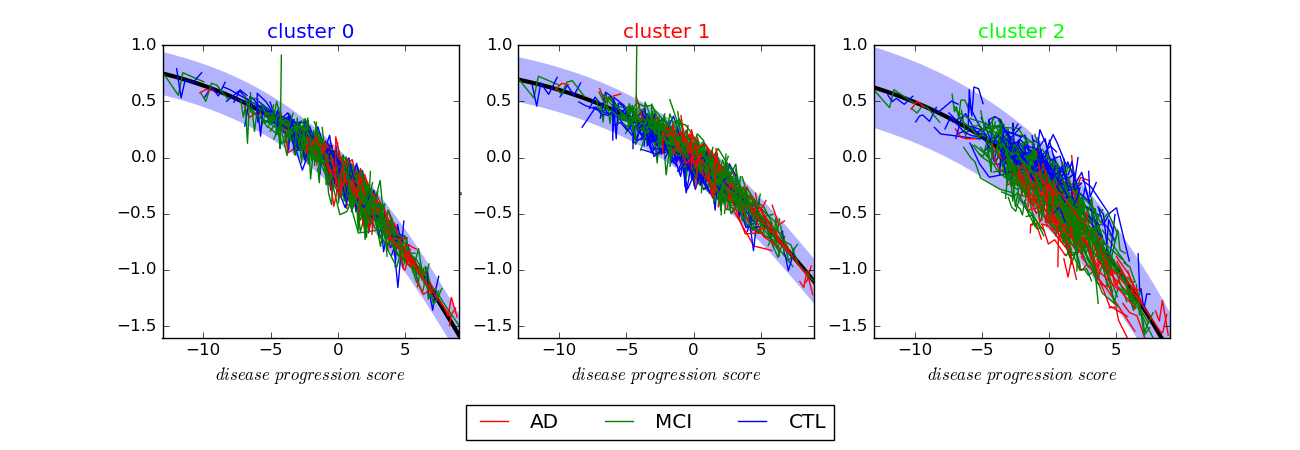 cluster 0 cluster 1 cluster 2
1.0 1.0 1.0
0.5 0.5 0.5
0.0 0.0 0.0
−0.5 −0.5 −0.5
−1.0 −1.0 −1.0
−1.5 −1.5 −1.5
−10 −5 0 5 −10 −5 0 5 −10 −5 0 5
disease progression score disease progression score disease progression score
AD MCI CTL